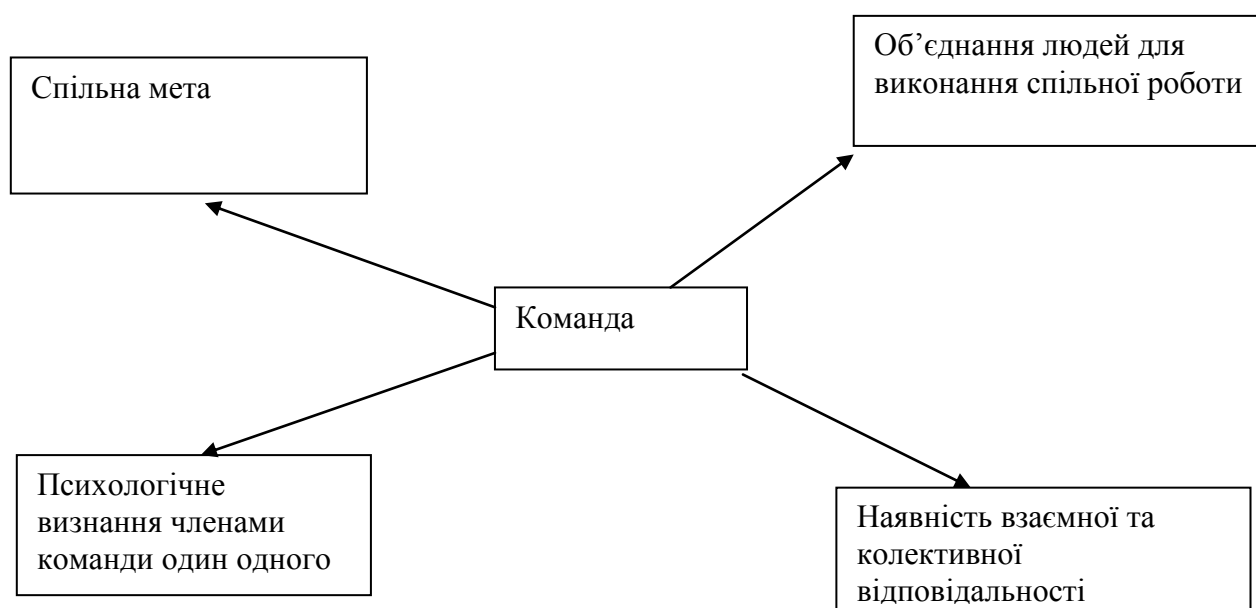 Спільна мета
Об’єднання людей для
виконання спільної роботи
Команда
Психологічне
визнання членами
команди один одного
Наявність взаємної та
колективної
відповідальності